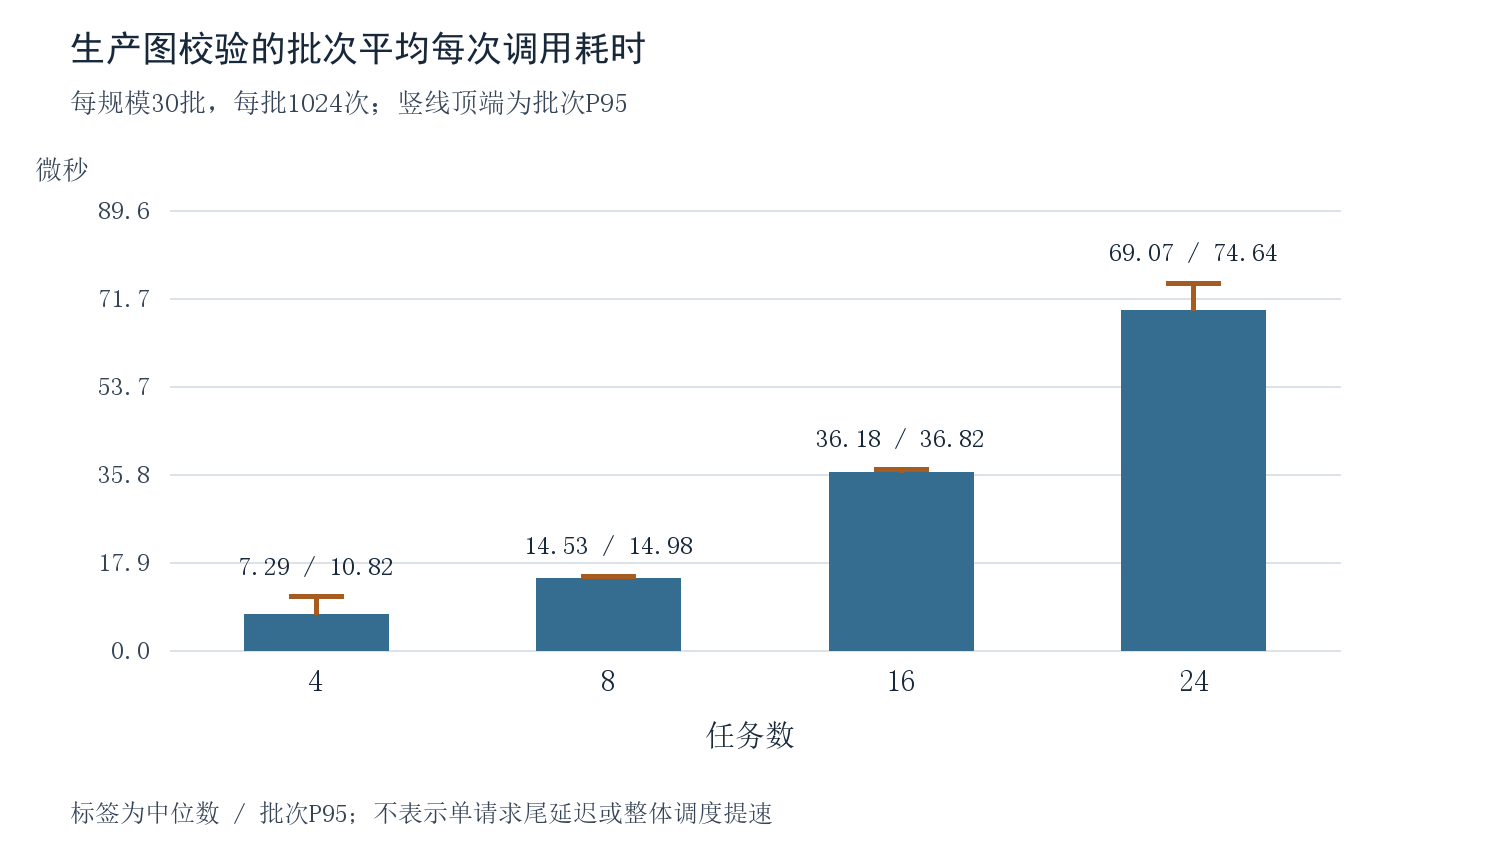 生产图校验的批次平均每次调用耗时
每规模30批，每批1024次；竖线顶端为批次P95
微秒
89.6
71.7
53.7
35.8
17.9
0.0
7.29 / 10.82
14.53 / 14.98
36.18 / 36.82
69.07 / 74.64
4
8
16
24
任务数
标签为中位数 / 批次P95；不表示单请求尾延迟或整体调度提速